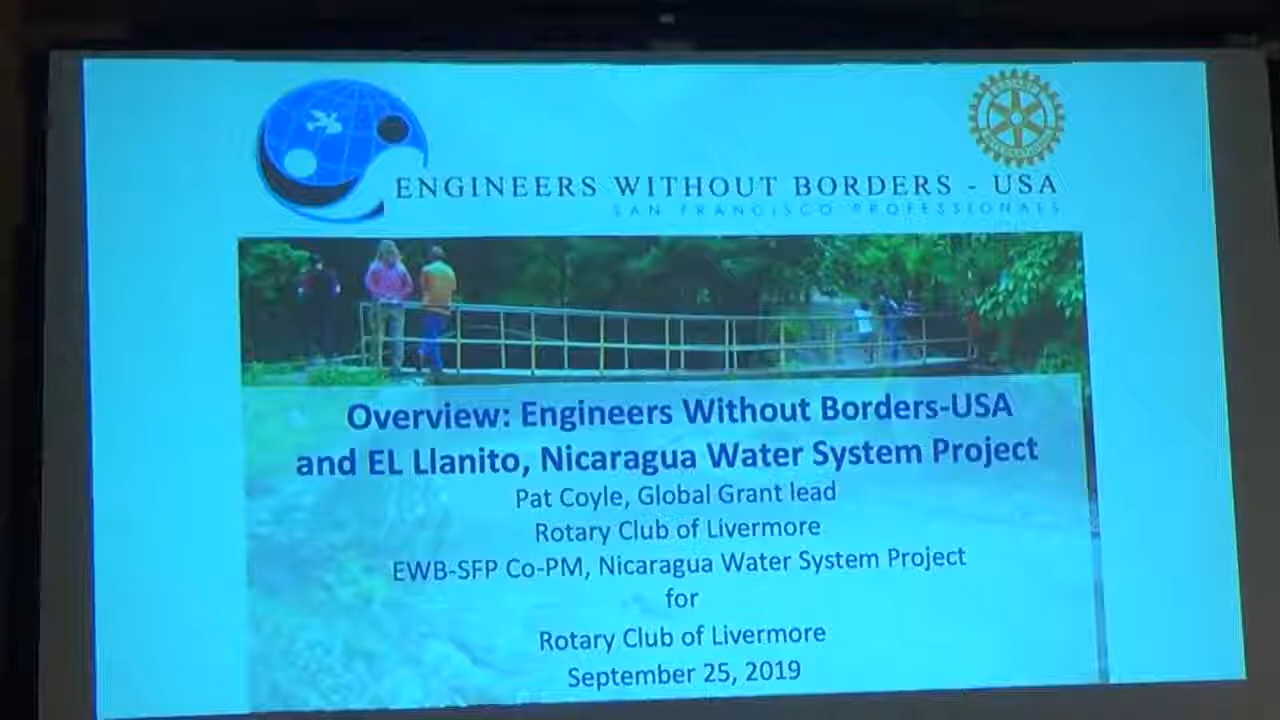 ENGINEERS WITHOUT BORDERS - USA
SAN FRANCISCO PROFESSIONALS
Overview: Engineers Without Borders-USA
and EL Llanito, Nicaragua Water System Project
Pat Coyle, Global Grant lead
Rotary Club of Livermore
EWB-SFP Co-PM, Nicaragua Water System Project
for
Rotary Club of Livermore
September 25, 2019